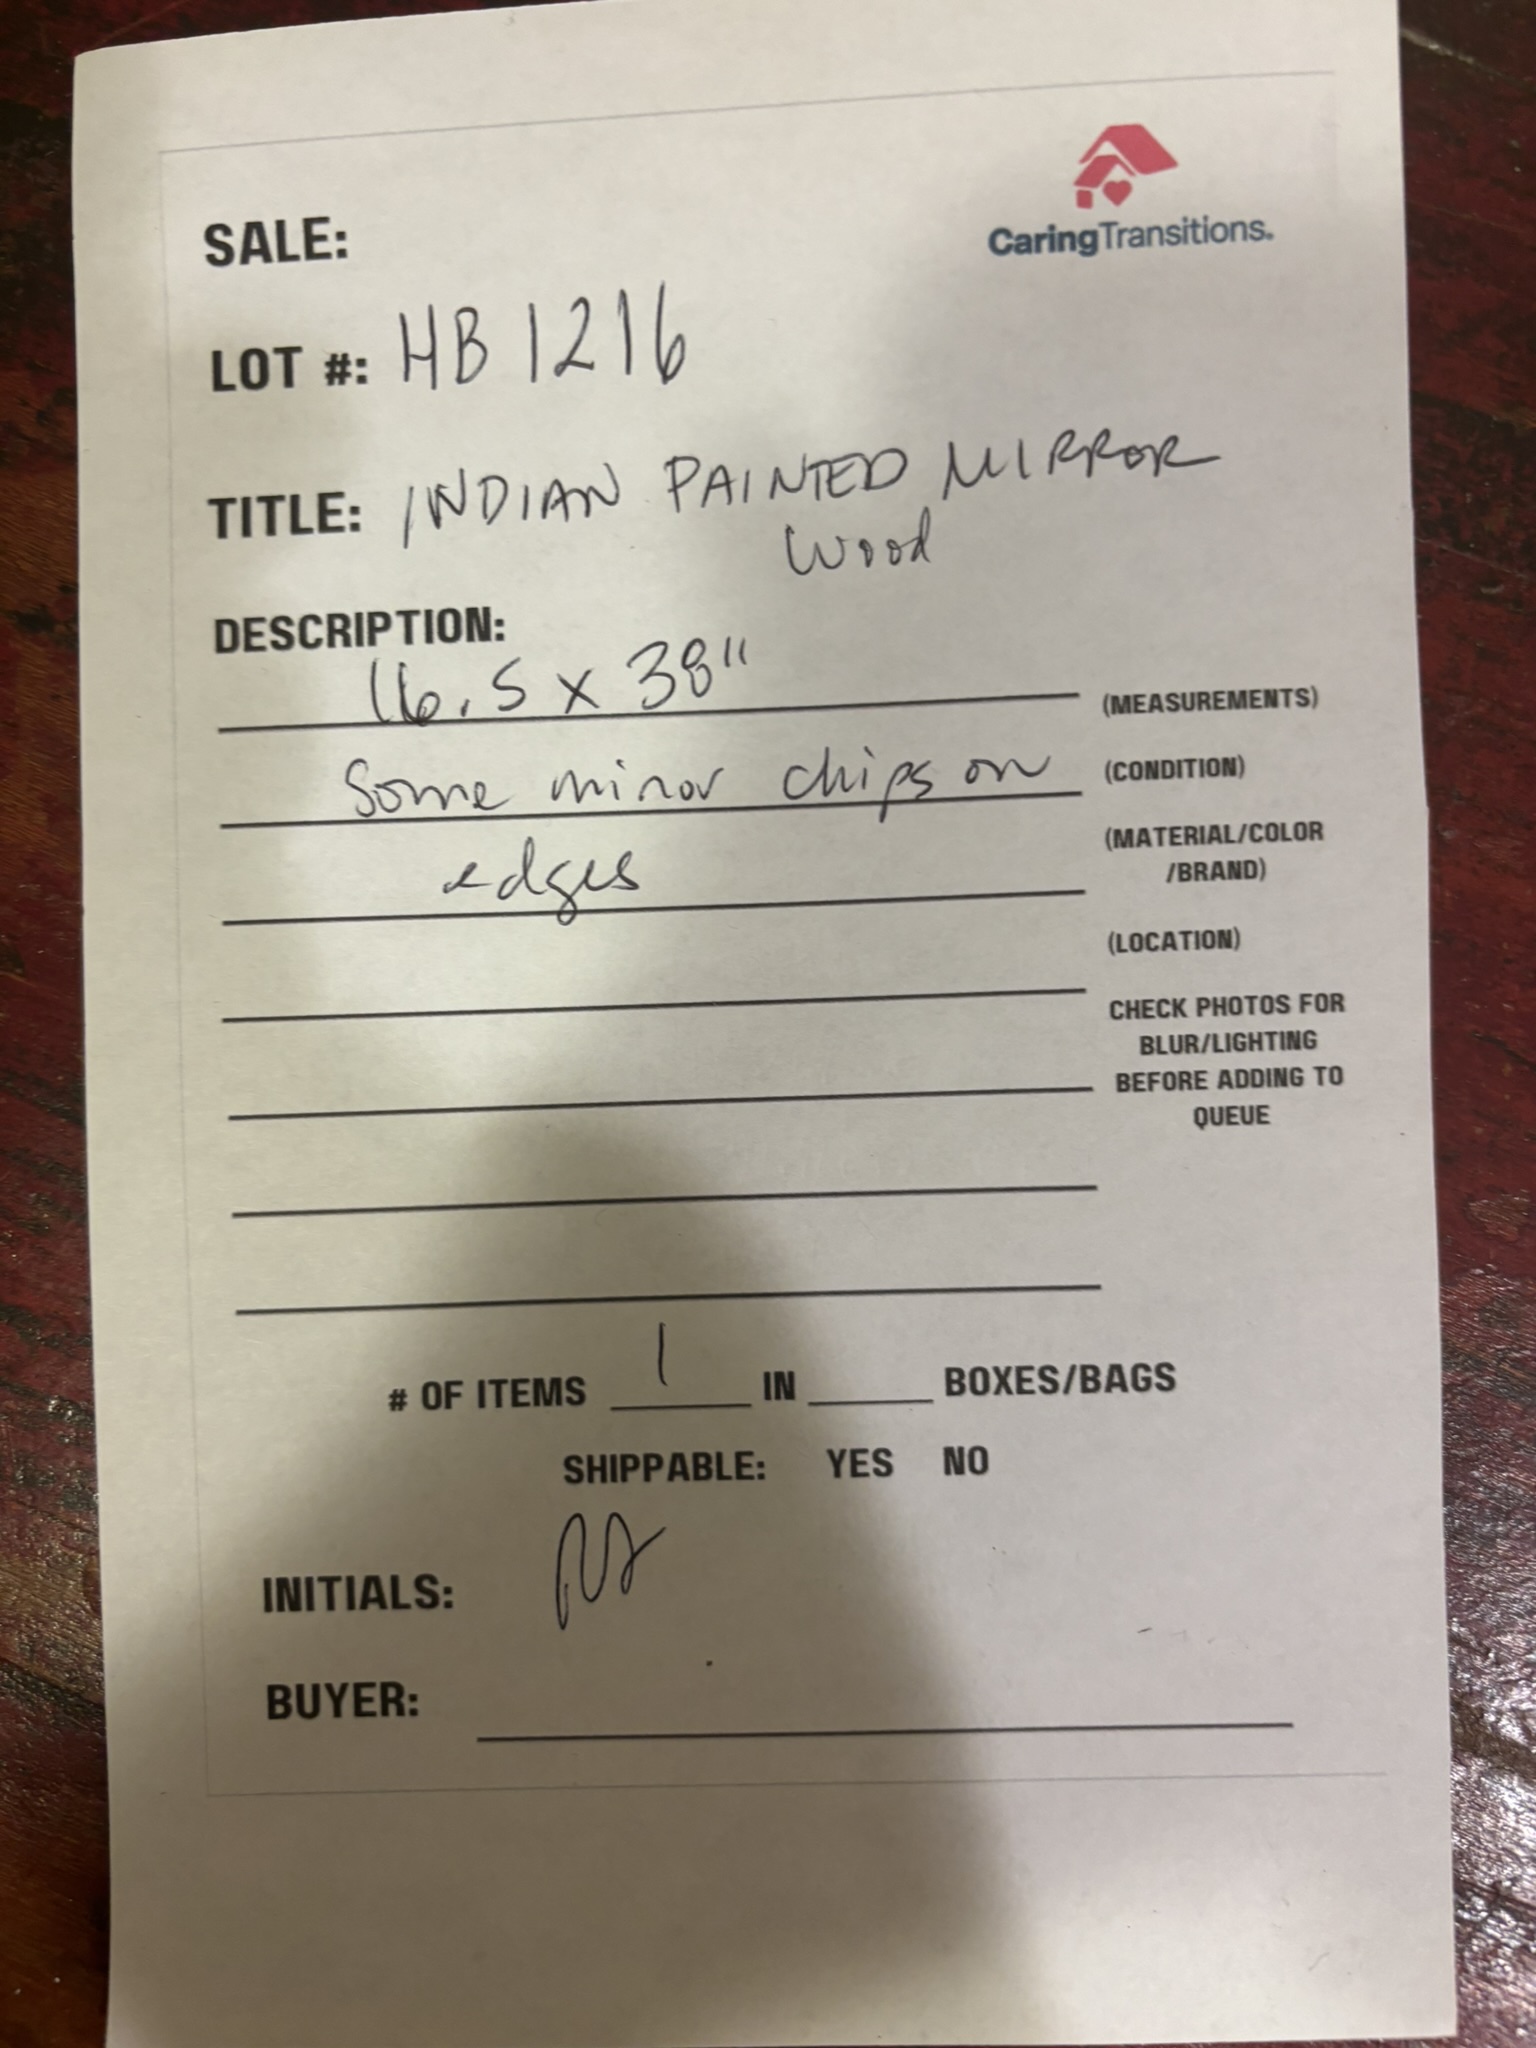 CaringTransitions.
SALE:
LOT #: HB 1216
TITLE: INDIAN PAINTED MIRROR
Wood
DESCRIPTION:
16.5 x 38"
(MEASUREMENTS)
Some minor chips on
(CONDITION)
edges
(MATERIAL/COLOR
/BRAND)
(LOCATION)
CHECK PHOTOS FOR
BLUR/LIGHTING
BEFORE ADDING TO
QUEUE
# OF ITEMS 1 IN ____ BOXES/BAGS
SHIPPABLE: YES NO
INITIALS:
BUYER: